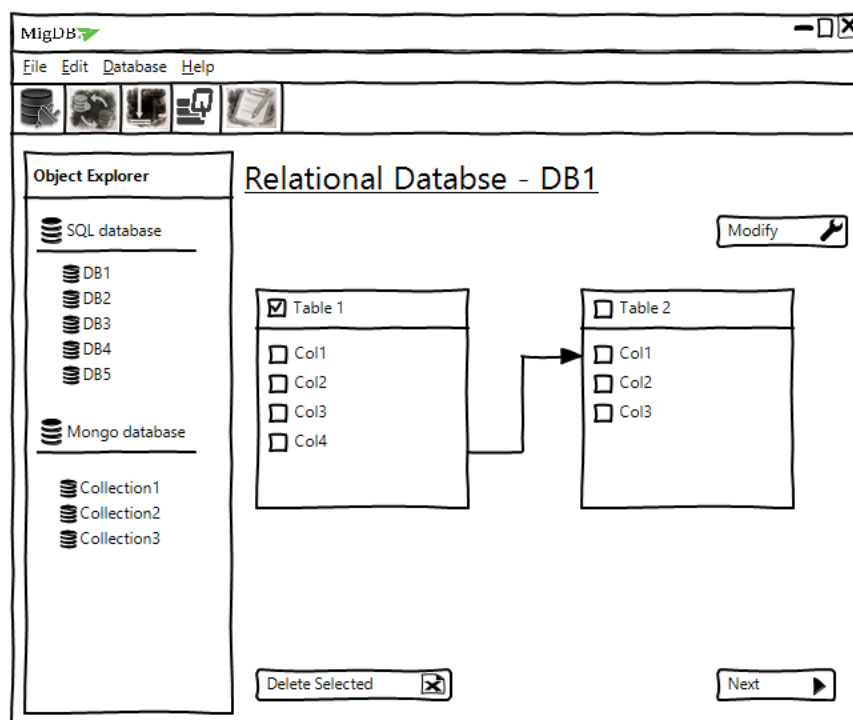 MigDB
File Edit Database Help
Object Explorer
SQL database
DB1
DB2
DB3
DB4
DB5
Mongo database
Collection1
Collection2
Collection3
Relational Databse - DB1
Modify
Table 1
Col1
Col2
Col3
Col4
Table 2
Col1
Col2
Col3
Delete Selected
Next